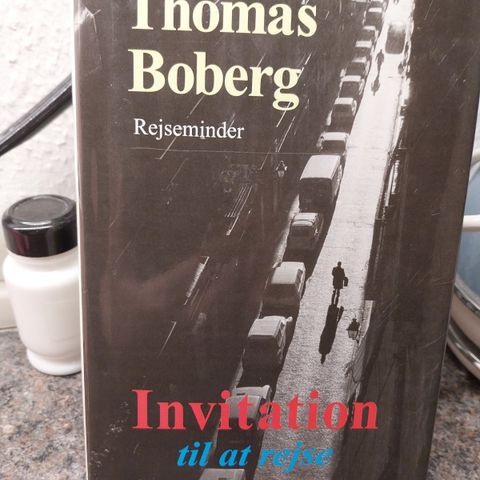 Thomas
Boberg
Rejseminder
Invitation
til at rejse